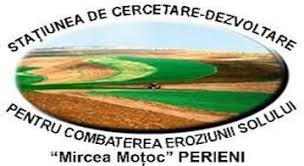 STAȚIUNEA DE CERCETARE-DEZVOLTARE
PENTRU COMBATEREA EROZIUNII SOLULUI
"Mircea Moțoc" PERIENI